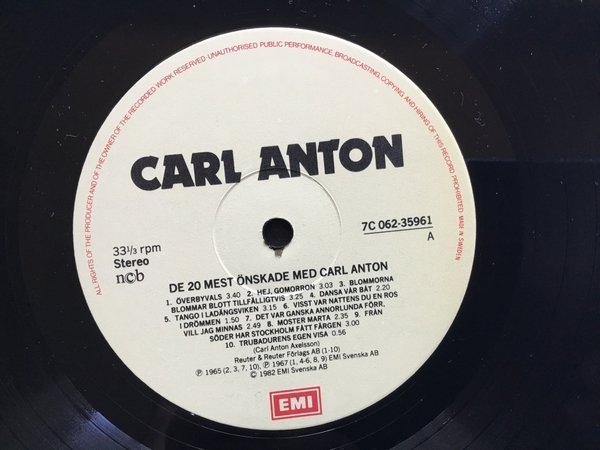 ALL RIGHTS OF THE PRODUCER AND OF THE OWNER OF THE RECORDED WORK RESERVED·UNAUTHORISED PUBLIC PERFORMANCE, BROADCASTING, COPYING AND HIRING OF THIS RECORD PROHIBITED. MADE IN SWEDEN
CARL ANTON
7C 062-35961
A
33⅓ rpm
Stereo
ncb
DE 20 MEST ÖNSKADE MED CARL ANTON
1. ÖVERBYVALS 3.40 2. HEJ, GOMORRON 3.03 3. BLOMMORNA
BLOMMAR BLOTT TILLFÄLLIGTVIS 3.25 4. DANSA VÅR BÅT 2.20
5. TANGO I LADÄNGSVIKEN 3.15 6. VISST VAR NATTENS DU EN ROS
I DRÖMMEN 1.50 7. DET VAR GANSKA ANNORLUNDA FÖRR,
VILL JAG MINNAS 2.49 8. MOSTER MARTA 2.35 9. FRÅN
SÖDER HAR STOCKHOLM FÅTT FÄRGEN 3.00
10. TRUBADURENS EGEN VISA 0.56
(Carl Anton Axelsson)
Reuter & Reuter Förlags AB (1-10)
℗ 1965 (2, 3, 7, 10), ℗ 1967 (1, 4-6, 8, 9) EMI Svenska AB
© 1982 EMI Svenska AB
EMI